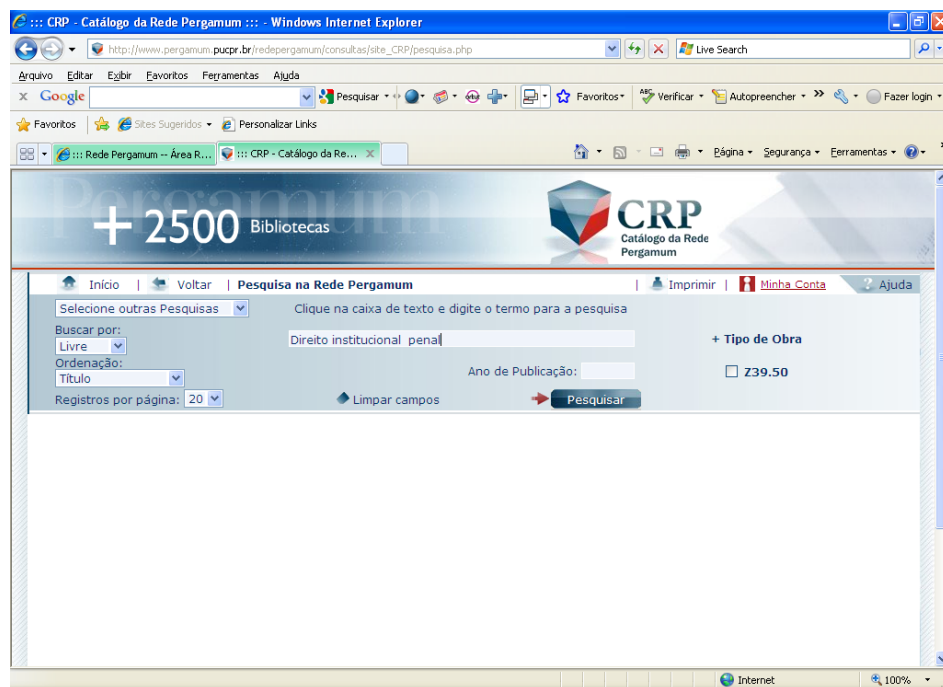 ::: CRP - Catálogo da Rede Pergamum ::: - Windows Internet Explorer
http://www.pergamum.pucpr.br/redepergamum/consultas/site_CRP/pesquisa.php
Live Search
Arquivo Editar Exibir Favoritos Ferramentas Ajuda
x Google Pesquisar Favoritos Verificar Autopreencher >> Fazer login
Favoritos Sites Sugeridos Personalizar Links
::: Rede Pergamum -- Área R... ::: CRP - Catálogo da Re... X Página Segurança Ferramentas
Pergamum
+ 2500 Bibliotecas
CRP
Catálogo da Rede
Pergamum
Início | Voltar | Pesquisa na Rede Pergamum | Imprimir | Minha Conta Ajuda
Selecione outras Pesquisas Clique na caixa de texto e digite o termo para a pesquisa
Buscar por:
Livre Direito institucional penal + Tipo de Obra
Ordenação:
Título Ano de Publicação: Z39.50
Registros por página: 20 Limpar campos Pesquisar
Internet 100%